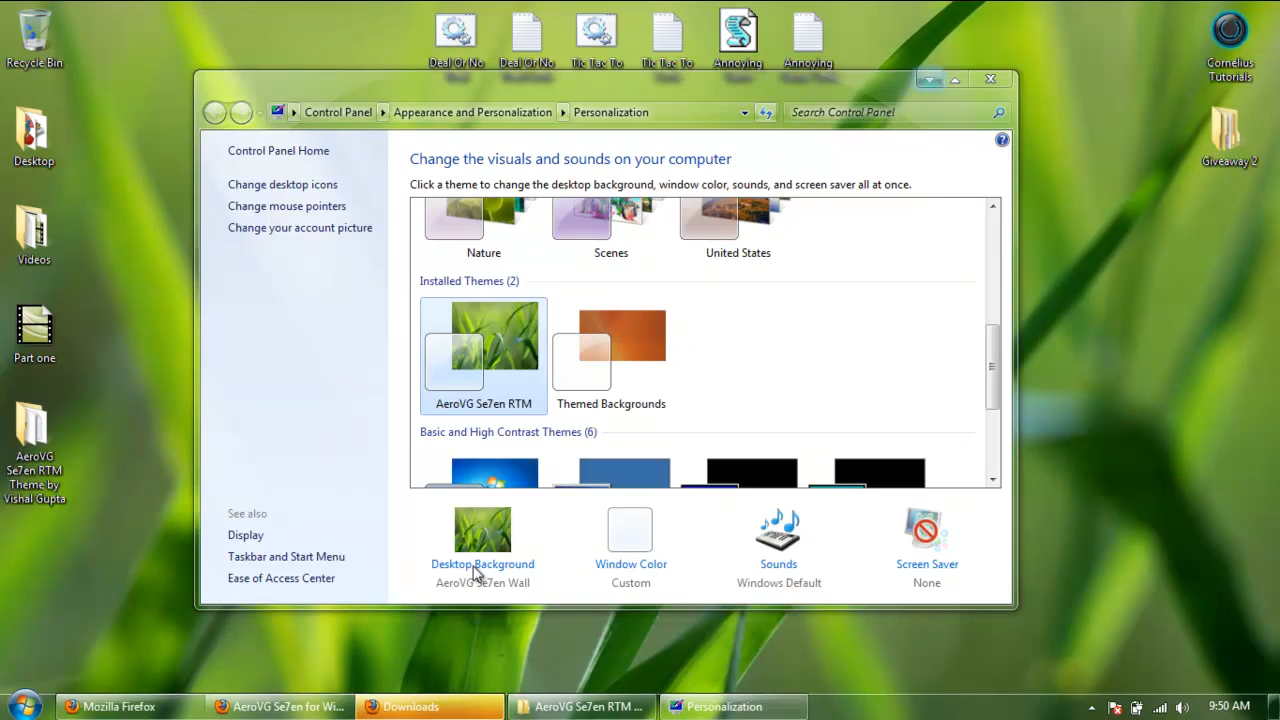 Recycle Bin
Deal Or No
Deal Or No
Tic Tac To
Tic Tac To
Annoying
Annoying
Cornelius
Tutorials
Desktop
Giveaway 2
Videos
Part one
AeroVG
Se7en RTM
Theme by
Vishal Gupta
Control Panel
Appearance and Personalization
Personalization
Search Control Panel
Control Panel Home
Change desktop icons
Change mouse pointers
Change your account picture
See also
Display
Taskbar and Start Menu
Ease of Access Center
Change the visuals and sounds on your computer
Click a theme to change the desktop background, window color, sounds, and screen saver all at once.
Nature
Scenes
United States
Installed Themes (2)
AeroVG Se7en RTM
Themed Backgrounds
Basic and High Contrast Themes (6)
Desktop Background
AeroVG Se7en Wall
Window Color
Custom
Sounds
Windows Default
Screen Saver
None
Mozilla Firefox
AeroVG Se7en for Wi...
Downloads
AeroVG Se7en RTM ...
Personalization
9:50 AM